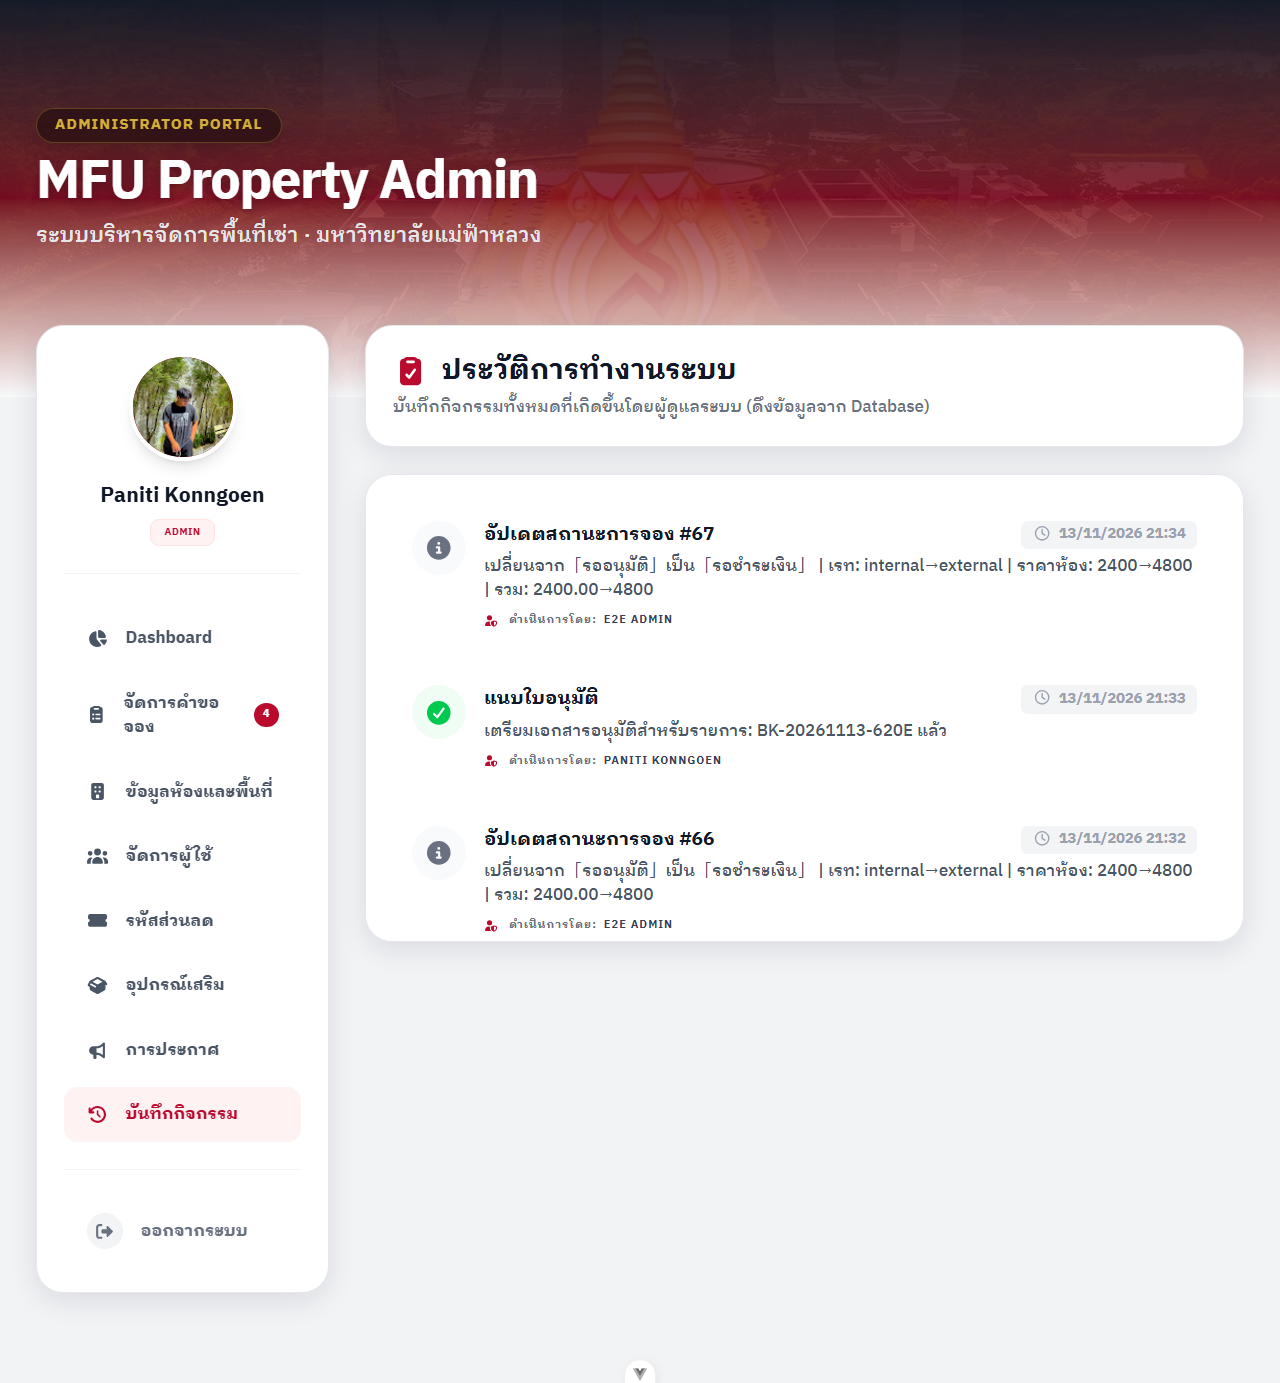 ADMINISTRATOR PORTAL
MFU Property Admin
ระบบบริหารจัดการพื้นที่เช่า · มหาวิทยาลัยแม่ฟ้าหลวง
Paniti Konngoen
ADMIN
Dashboard
จัดการคำขอ
จอง
4
ข้อมูลห้องและพื้นที่
จัดการผู้ใช้
รหัสส่วนลด
อุปกรณ์เสริม
การประกาศ
บันทึกกิจกรรม
ออกจากระบบ
ประวัติการทำงานระบบ
บันทึกกิจกรรมทั้งหมดที่เกิดขึ้นโดยผู้ดูแลระบบ (ดึงข้อมูลจาก Database)
อัปเดตสถานะการจอง #67
13/11/2026 21:34
เปลี่ยนจาก「รออนุมัติ」เป็น「รอชำระเงิน」 | เรท: internal→external | ราคาห้อง: 2400→4800
| รวม: 2400.00→4800
ดำเนินการโดย: E2E ADMIN
แนบใบอนุมัติ
13/11/2026 21:33
เตรียมเอกสารอนุมัติสำหรับรายการ: BK-20261113-620E แล้ว
ดำเนินการโดย: PANITI KONNGOEN
อัปเดตสถานะการจอง #66
13/11/2026 21:32
เปลี่ยนจาก「รออนุมัติ」เป็น「รอชำระเงิน」 | เรท: internal→external | ราคาห้อง: 2400→4800
| รวม: 2400.00→4800
ดำเนินการโดย: E2E ADMIN